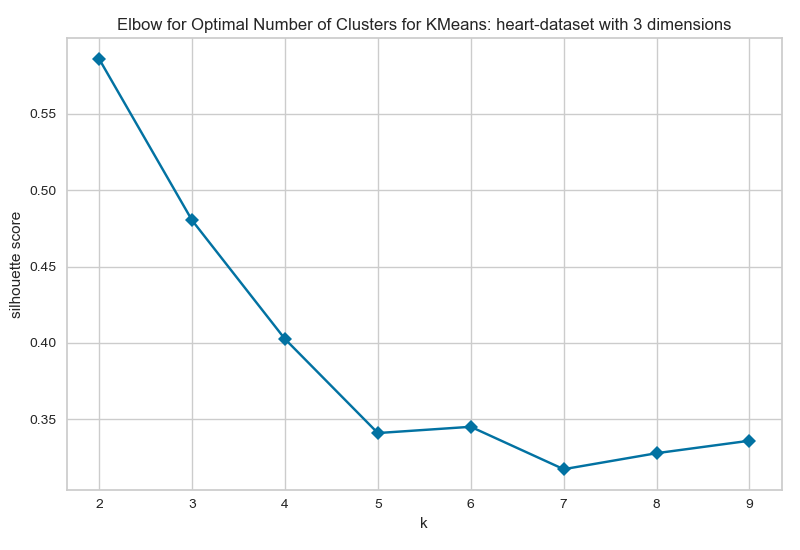 Elbow for Optimal Number of Clusters for KMeans: heart-dataset with 3 dimensions
silhouette score
0.55
0.50
0.45
0.40
0.35
2 3 4 5 6 7 8 9
k